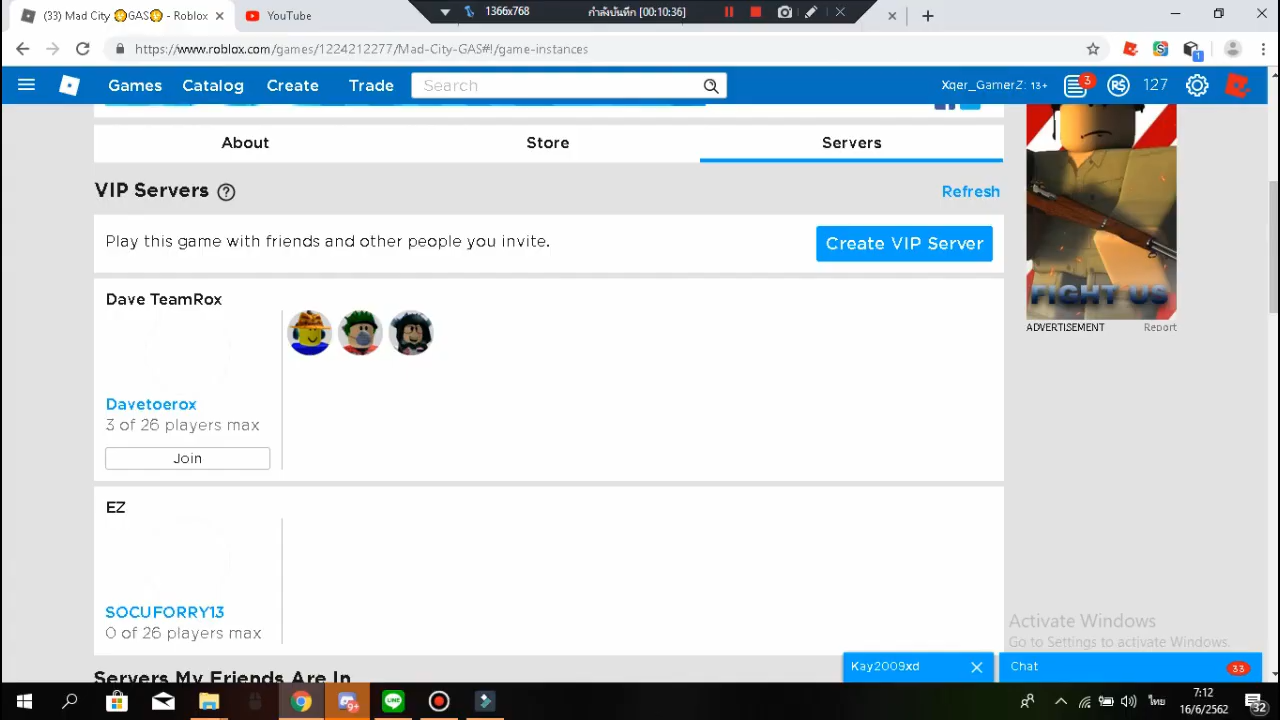 (33) Mad City 😷GAS😷 - Roblox
YouTube
1366x768
กำลังบันทึก [00:10:36]
https://www.roblox.com/games/1224212277/Mad-City-GAS#!/game-instances
1
Games
Catalog
Create
Trade
Search
Xqer_GamerZ: 13+
3
R$
127
About
Store
Servers
VIP Servers ?
Refresh
Play this game with friends and other people you invite.
Create VIP Server
FIGHT US
ADVERTISEMENT
Report
Dave TeamRox
Davetoerox
3 of 26 players max
Join
EZ
SOCUFORRY13
0 of 26 players max
Servers My Friends Are In
Activate Windows
Go to Settings to activate Windows.
Kay2009xd
Chat
33
9+
LINE
ไทย
7:12
16/6/2562
32